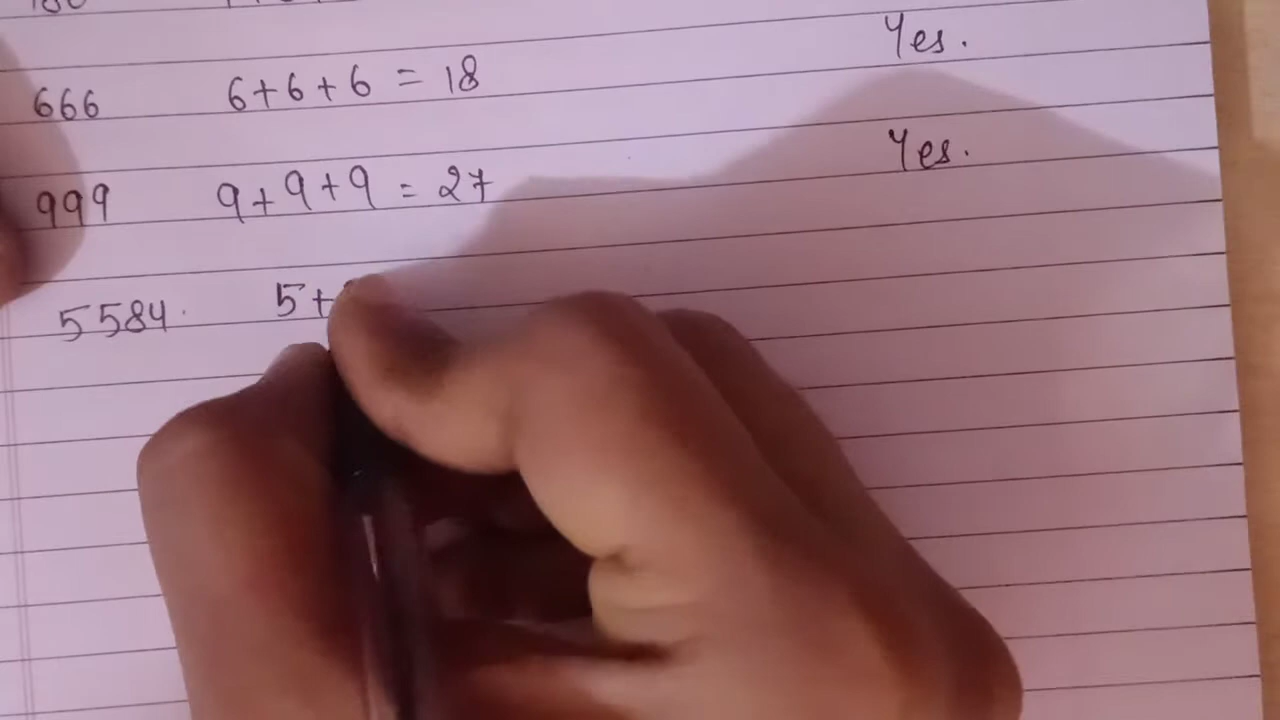 Yes.
666 6+6+6 = 18
Yes.
999 9+9+9 = 27
5584. 5+